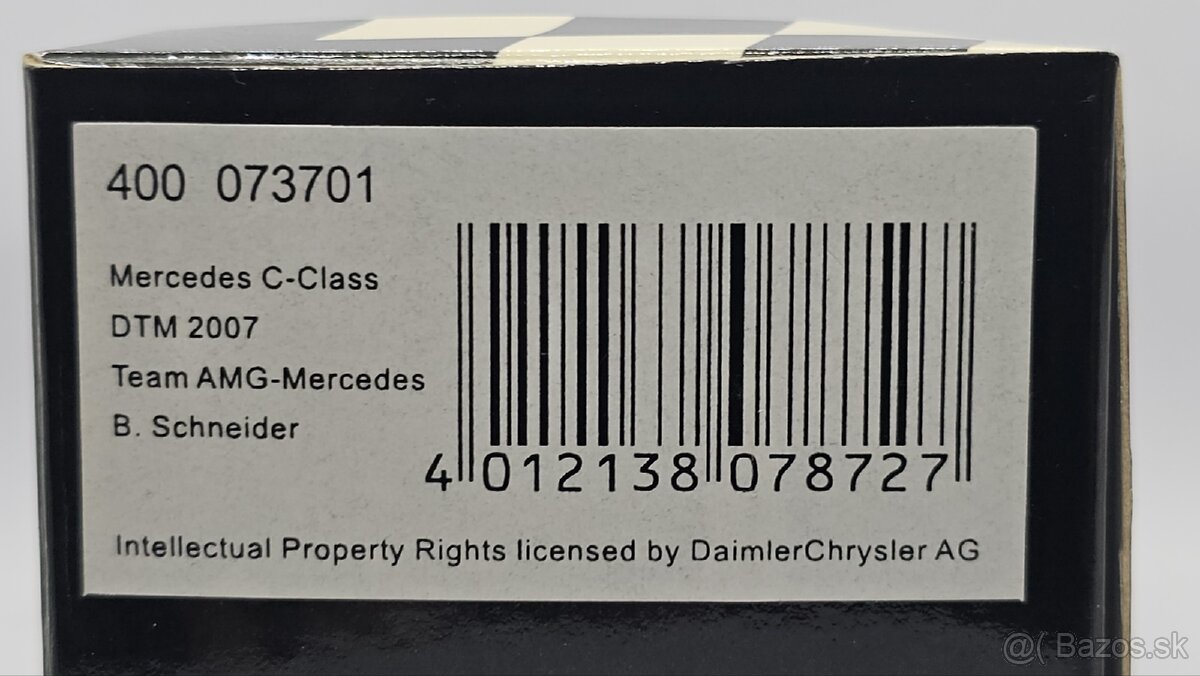 400 073701
Mercedes C-Class
DTM 2007
Team AMG-Mercedes
B. Schneider
4 012138 078727
Intellectual Property Rights licensed by DaimlerChrysler AG
@( Bazos.sk